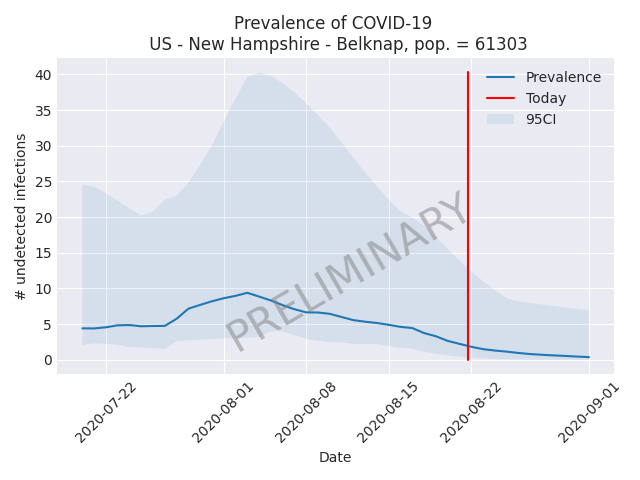 Prevalence of COVID-19
US - New Hampshire - Belknap, pop. = 61303
# undetected infections
40
35
30
25
20
15
10
5
0
Prevalence
Today
95CI
PRELIMINARY
2020-07-22
2020-08-01
2020-08-08
2020-08-15
2020-08-22
2020-09-01
Date